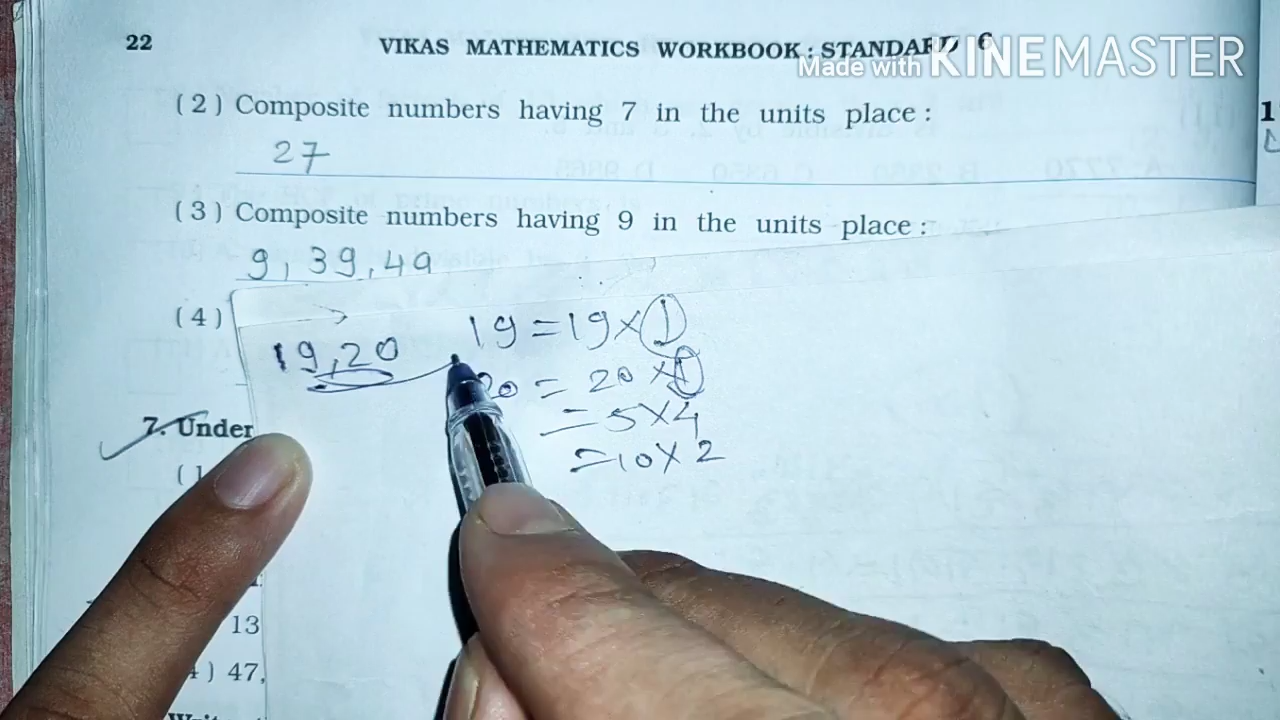 22 VIKAS MATHEMATICS WORKBOOK : STANDARD 6
Made with KINEMASTER
(2) Composite numbers having 7 in the units place :
27
(3) Composite numbers having 9 in the units place :
9, 39, 49
(4)
19, 20
19 = 19 × 1
20 = 20 × 1
= 5 × 4
= 10 × 2
7. Under
(1
13
) 47,